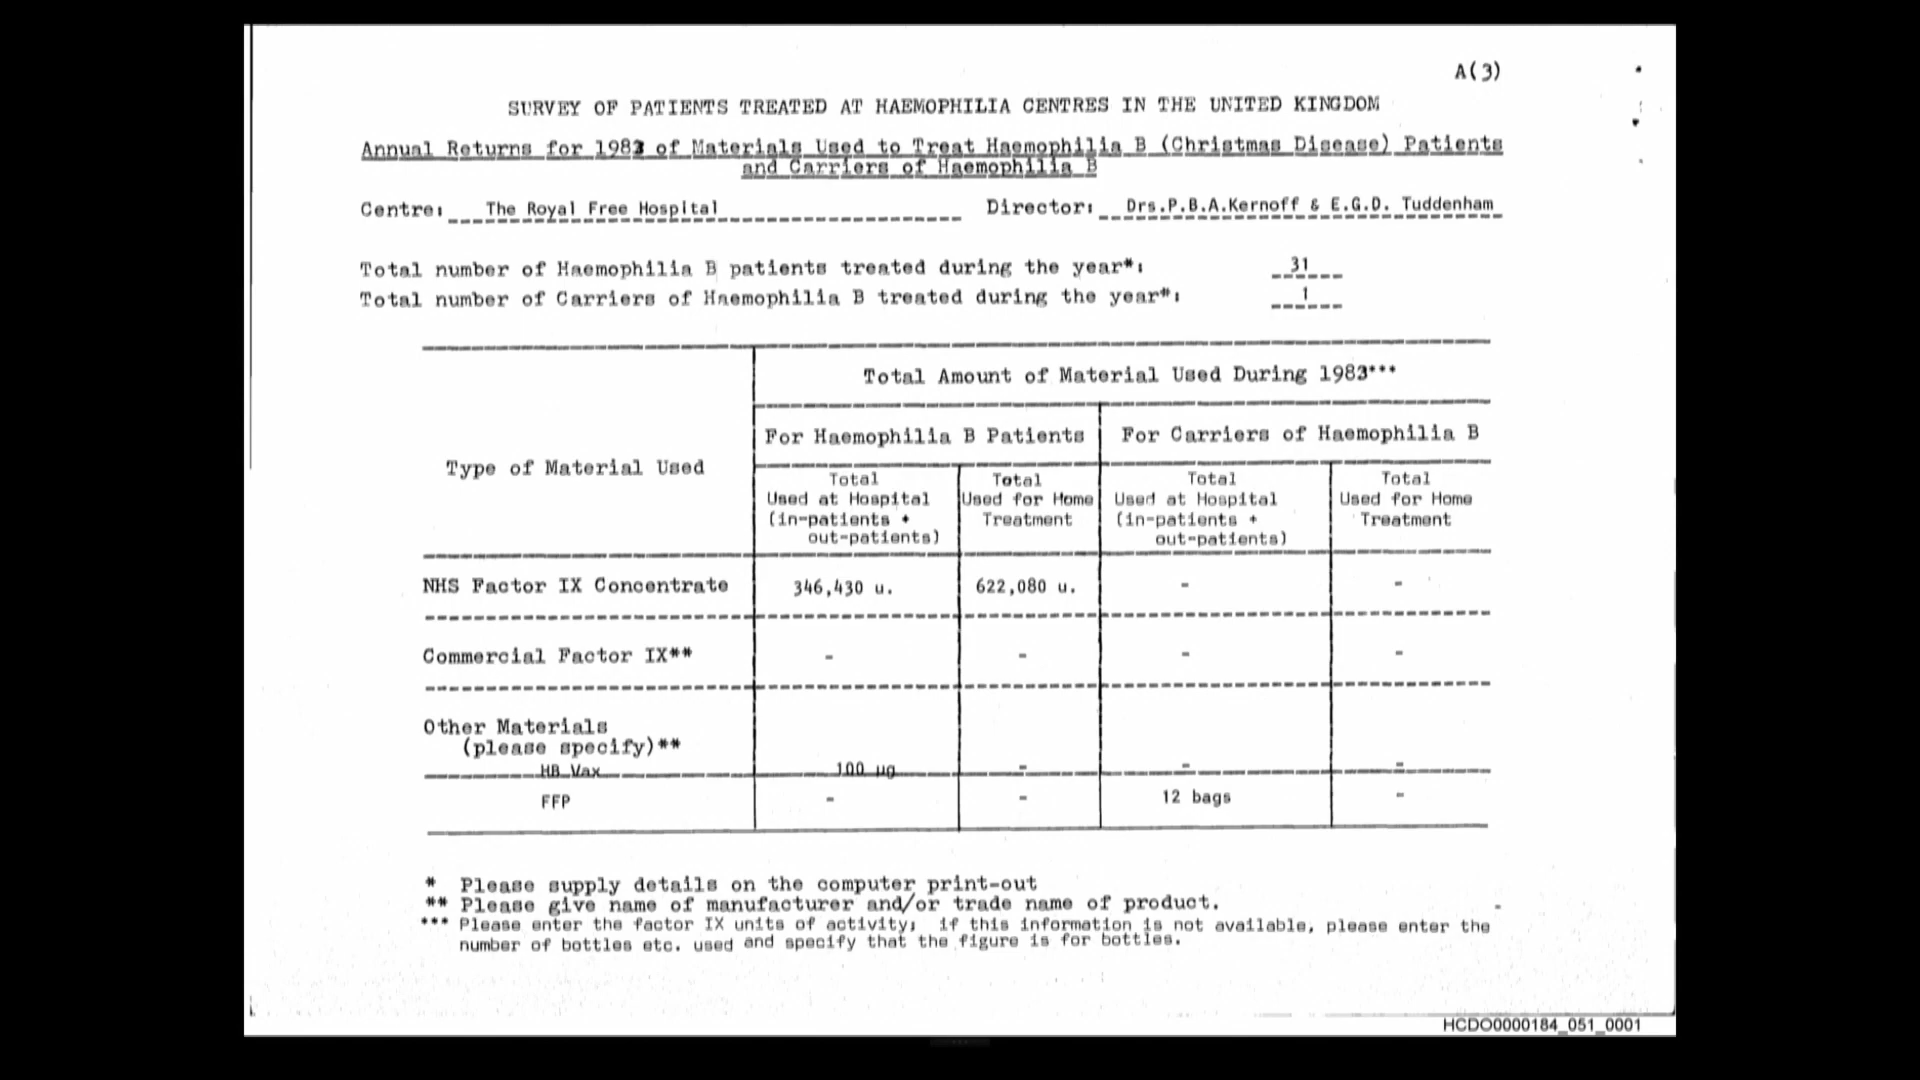 A(3)
SURVEY OF PATIENTS TREATED AT HAEMOPHILIA CENTRES IN THE UNITED KINGDOM
Annual Returns for 1983 of Materials Used to Treat Haemophilia B (Christmas Disease) Patients
and Carriers of Haemophilia B
Centre: The Royal Free Hospital Director: Drs.P.B.A.Kernoff & E.G.D. Tuddenham
Total number of Haemophilia B patients treated during the year*: 31
Total number of Carriers of Haemophilia B treated during the year*: 1
Total Amount of Material Used During 1983***
For Haemophilia B Patients For Carriers of Haemophilia B
Type of Material Used
Total Total Total Total
Used at Hospital Used for Home Used at Hospital Used for Home
(in-patients + Treatment (in-patients + Treatment
out-patients) out-patients)
NHS Factor IX Concentrate 346,430 u. 622,080 u. - -
Commercial Factor IX** - - - -
Other Materials
(please specify)**
HB Vax 100 µg - - -
FFP - - 12 bags -
* Please supply details on the computer print-out
** Please give name of manufacturer and/or trade name of product.
*** Please enter the factor IX units of activity; if this information is not available, please enter the
number of bottles etc. used and specify that the figure is for bottles.
HCDO0000184_051_0001